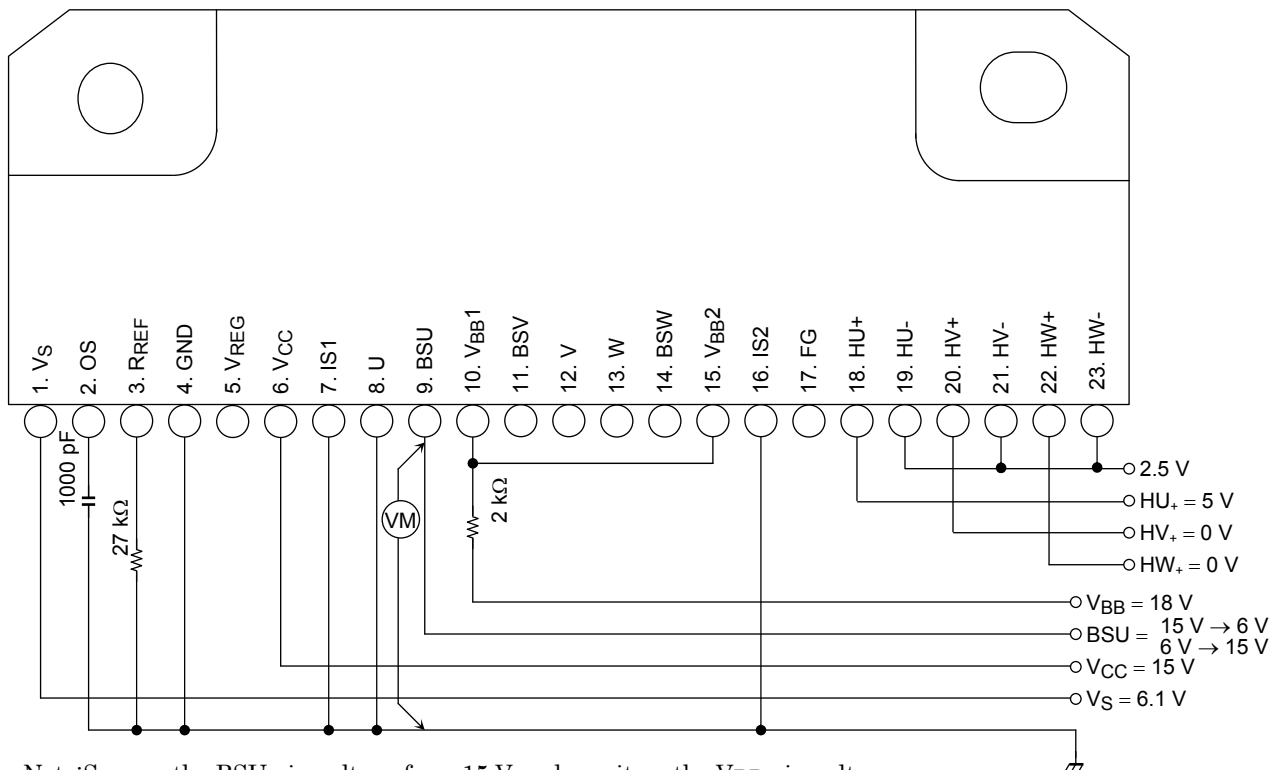 1. VS
2. OS
3. RREF
4. GND
5. VREG
6. VCC
7. IS1
8. U
9. BSU
10. VBB1
11. BSV
12. V
13. W
14. BSW
15. VBB2
16. IS2
17. FG
18. HU+
19. HU-
20. HV+
21. HV-
22. HW+
23. HW-
1000 pF
27 kΩ
VM
2 kΩ
2.5 V
HU+ = 5 V
HV+ = 0 V
HW+ = 0 V
VBB = 18 V
BSU = 15 V → 6 V
6 V → 15 V
VCC = 15 V
VS = 6.1 V